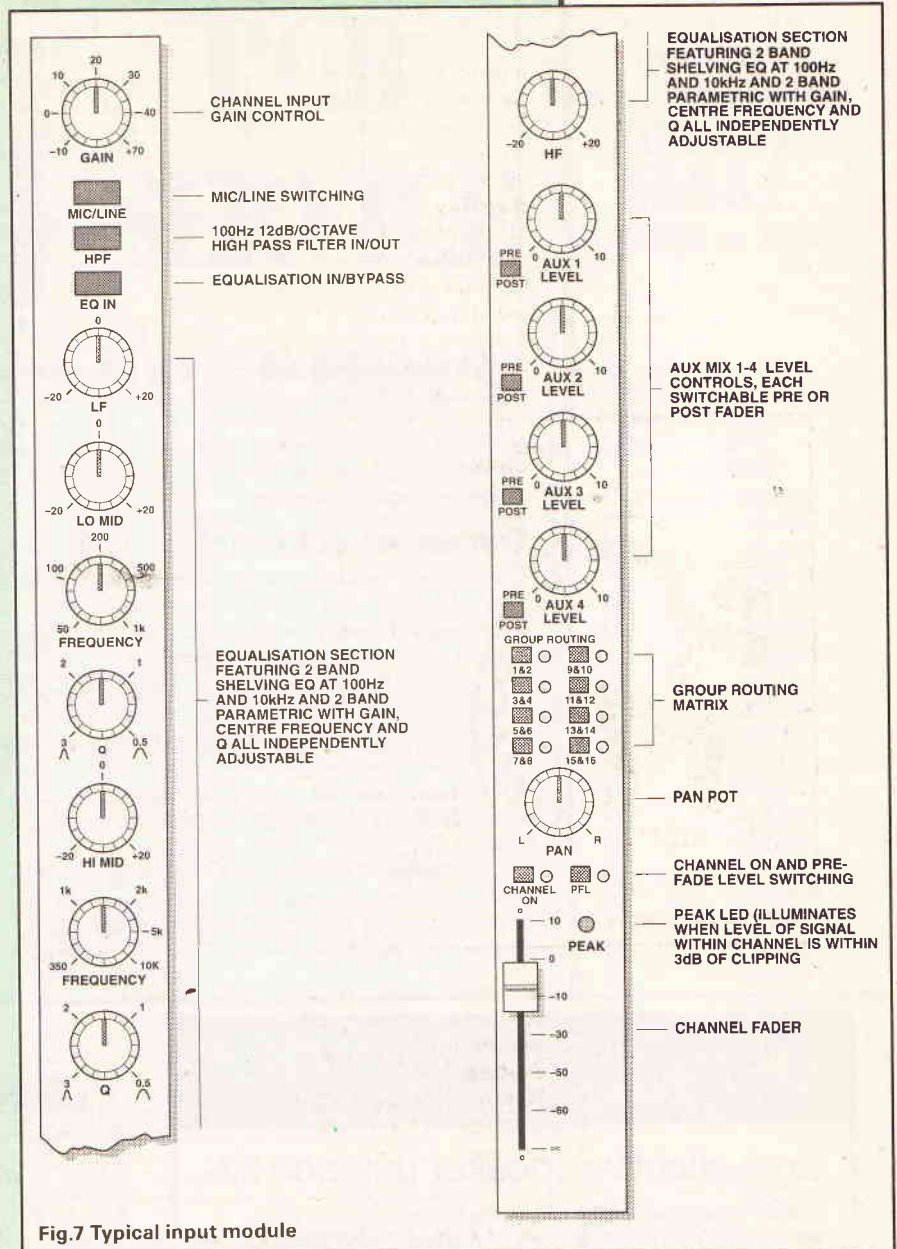 20
10 30
0 40
-10 +70
GAIN
CHANNEL INPUT
GAIN CONTROL
MIC/LINE
MIC/LINE SWITCHING
HPF
100Hz 12dB/OCTAVE
HIGH PASS FILTER IN/OUT
EQ IN
EQUALISATION IN/BYPASS
0
-20 +20
LF
0
-20 +20
LO MID
200
100 500
50 1k
FREQUENCY
2 1
3 0.5
Q
EQUALISATION SECTION
FEATURING 2 BAND
SHELVING EQ AT 100Hz
AND 10kHz AND 2 BAND
PARAMETRIC WITH GAIN,
CENTRE FREQUENCY AND
Q ALL INDEPENDENTLY
ADJUSTABLE
0
-20 +20
HI MID
1k 2k
5k
350 10K
FREQUENCY
2 1
3 0.5
Q
EQUALISATION SECTION
FEATURING 2 BAND
SHELVING EQ AT 100Hz
AND 10kHz AND 2 BAND
PARAMETRIC WITH GAIN,
CENTRE FREQUENCY AND
Q ALL INDEPENDENTLY
ADJUSTABLE
-20 +20
HF
PRE
POST
0 10
AUX 1
LEVEL
PRE
POST
0 10
AUX 2
LEVEL
AUX MIX 1-4 LEVEL
CONTROLS, EACH
SWITCHABLE PRE OR
POST FADER
PRE
POST
0 10
AUX 3
LEVEL
PRE
POST
0 10
AUX 4
LEVEL
GROUP ROUTING
1&2 9&10
3&4 11&12
5&6 13&14
7&8 15&16
GROUP ROUTING
MATRIX
PAN POT
L R
PAN
CHANNEL
ON
PFL
CHANNEL ON AND PRE-
FADE LEVEL SWITCHING
10
PEAK
PEAK LED (ILLUMINATES
WHEN LEVEL OF SIGNAL
WITHIN CHANNEL IS WITHIN
3dB OF CLIPPING
0
-10
-30
-50
-60
∞
CHANNEL FADER
Fig.7 Typical input module